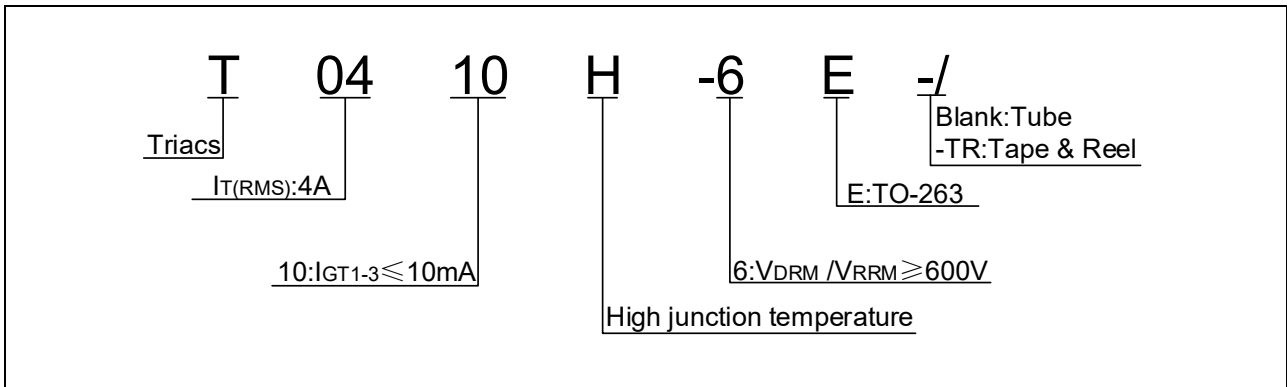 T 04 10 H -6 E -/
Blank:Tube
-TR:Tape & Reel
Triacs
IT(RMS):4A
E:TO-263
10:IGT1-3≤10mA
6:VDRM /VRRM≥600V
High junction temperature